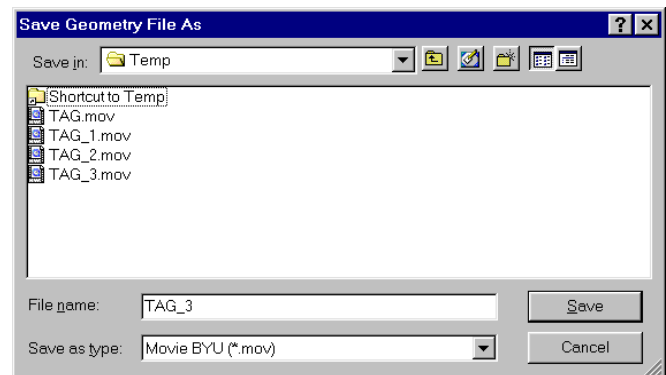 Save Geometry File As
Save in: Temp
Shortcut to Temp
TAG.mov
TAG_1.mov
TAG_2.mov
TAG_3.mov
File name: TAG_3 Save
Save as type: Movie BYU (*.mov) Cancel